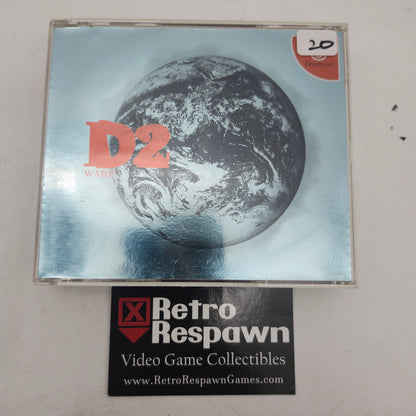 20
Dreamcast
D2
WARP
Retro
Respawn
Video Game Collectibles
www.RetroRespawnGames.com